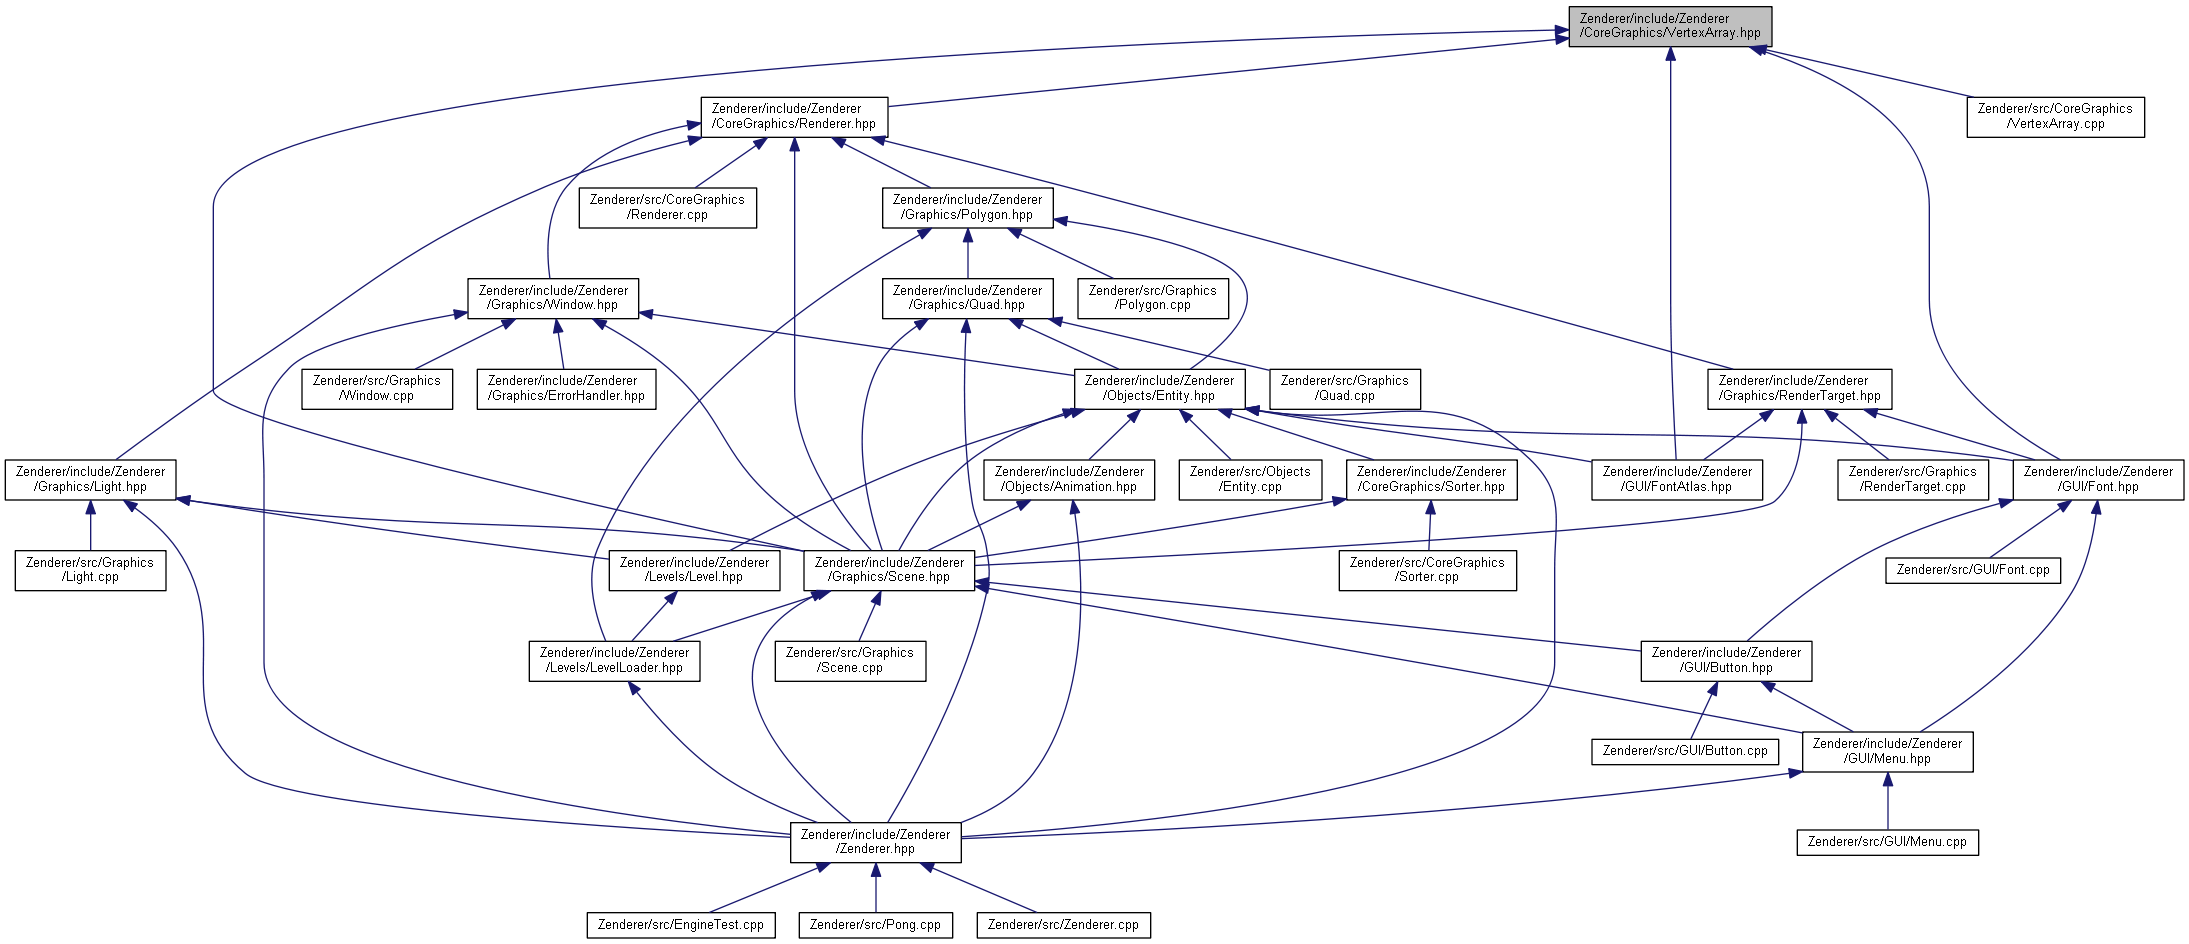 Zenderer/include/Zenderer
/CoreGraphics/VertexArray.hpp
Zenderer/include/Zenderer
/CoreGraphics/Renderer.hpp
Zenderer/src/CoreGraphics
/VertexArray.cpp
Zenderer/src/CoreGraphics
/Renderer.cpp
Zenderer/include/Zenderer
/Graphics/Polygon.hpp
Zenderer/include/Zenderer
/Graphics/Window.hpp
Zenderer/include/Zenderer
/Graphics/Quad.hpp
Zenderer/src/Graphics
/Polygon.cpp
Zenderer/src/Graphics
/Window.cpp
Zenderer/include/Zenderer
/Graphics/ErrorHandler.hpp
Zenderer/include/Zenderer
/Objects/Entity.hpp
Zenderer/src/Graphics
/Quad.cpp
Zenderer/include/Zenderer
/Graphics/RenderTarget.hpp
Zenderer/include/Zenderer
/Graphics/Light.hpp
Zenderer/include/Zenderer
/Objects/Animation.hpp
Zenderer/src/Objects
/Entity.cpp
Zenderer/include/Zenderer
/CoreGraphics/Sorter.hpp
Zenderer/include/Zenderer
/GUI/FontAtlas.hpp
Zenderer/src/Graphics
/RenderTarget.cpp
Zenderer/include/Zenderer
/GUI/Font.hpp
Zenderer/src/Graphics
/Light.cpp
Zenderer/include/Zenderer
/Levels/Level.hpp
Zenderer/include/Zenderer
/Graphics/Scene.hpp
Zenderer/src/CoreGraphics
/Sorter.cpp
Zenderer/src/GUI/Font.cpp
Zenderer/include/Zenderer
/Levels/LevelLoader.hpp
Zenderer/src/Graphics
/Scene.cpp
Zenderer/include/Zenderer
/GUI/Button.hpp
Zenderer/src/GUI/Button.cpp
Zenderer/include/Zenderer
/GUI/Menu.hpp
Zenderer/include/Zenderer
/Zenderer.hpp
Zenderer/src/GUI/Menu.cpp
Zenderer/src/EngineTest.cpp
Zenderer/src/Pong.cpp
Zenderer/src/Zenderer.cpp